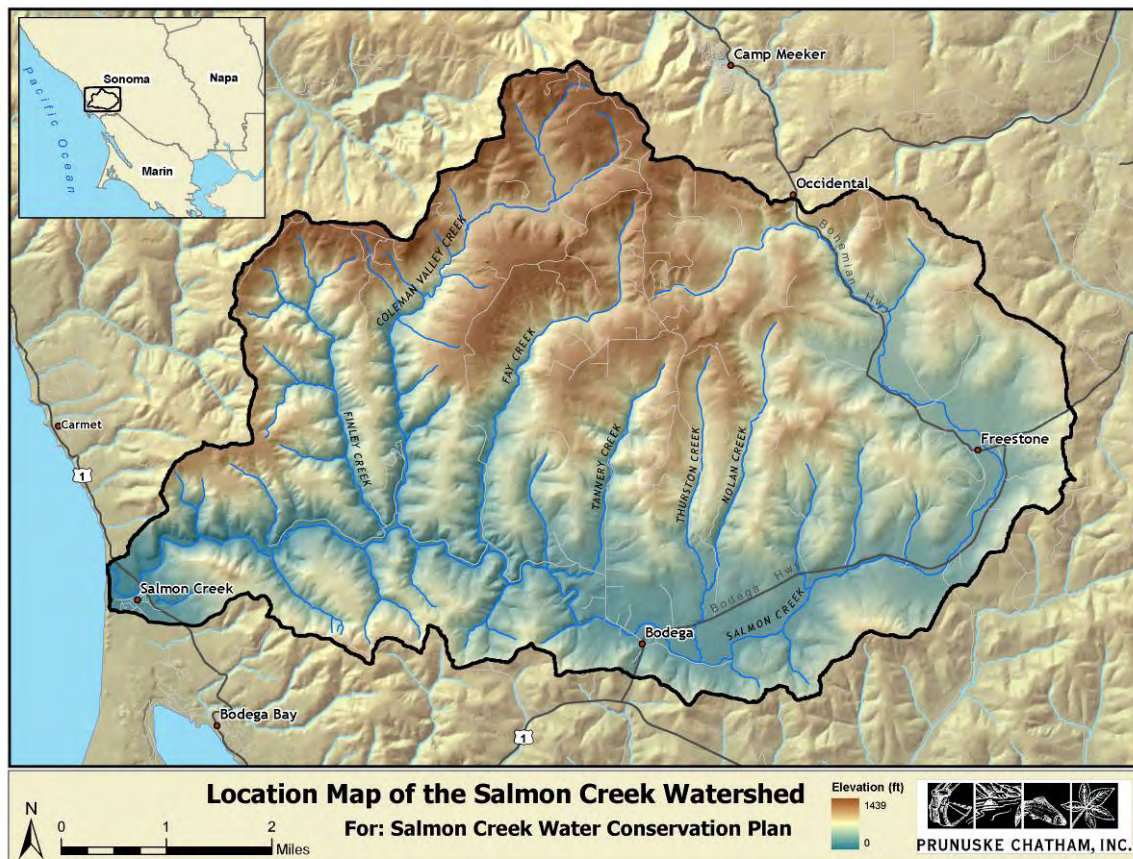 Pacific Ocean
Sonoma
Napa
Marin
Camp Meeker
Occidental
Bohemian Hwy
COLEMAN VALLEY CREEK
FAY CREEK
Carmet
1
FINLEY CREEK
TANNERY CREEK
THURSTON CREEK
NOLAN CREEK
Freestone
Bodega Hwy
Salmon Creek
SALMON CREEK
Bodega
Bodega Bay
1
Location Map of the Salmon Creek Watershed
For: Salmon Creek Water Conservation Plan
N
0 1 2
Miles
Elevation (ft)
1439
0
PRUNUSKE CHATHAM, INC.